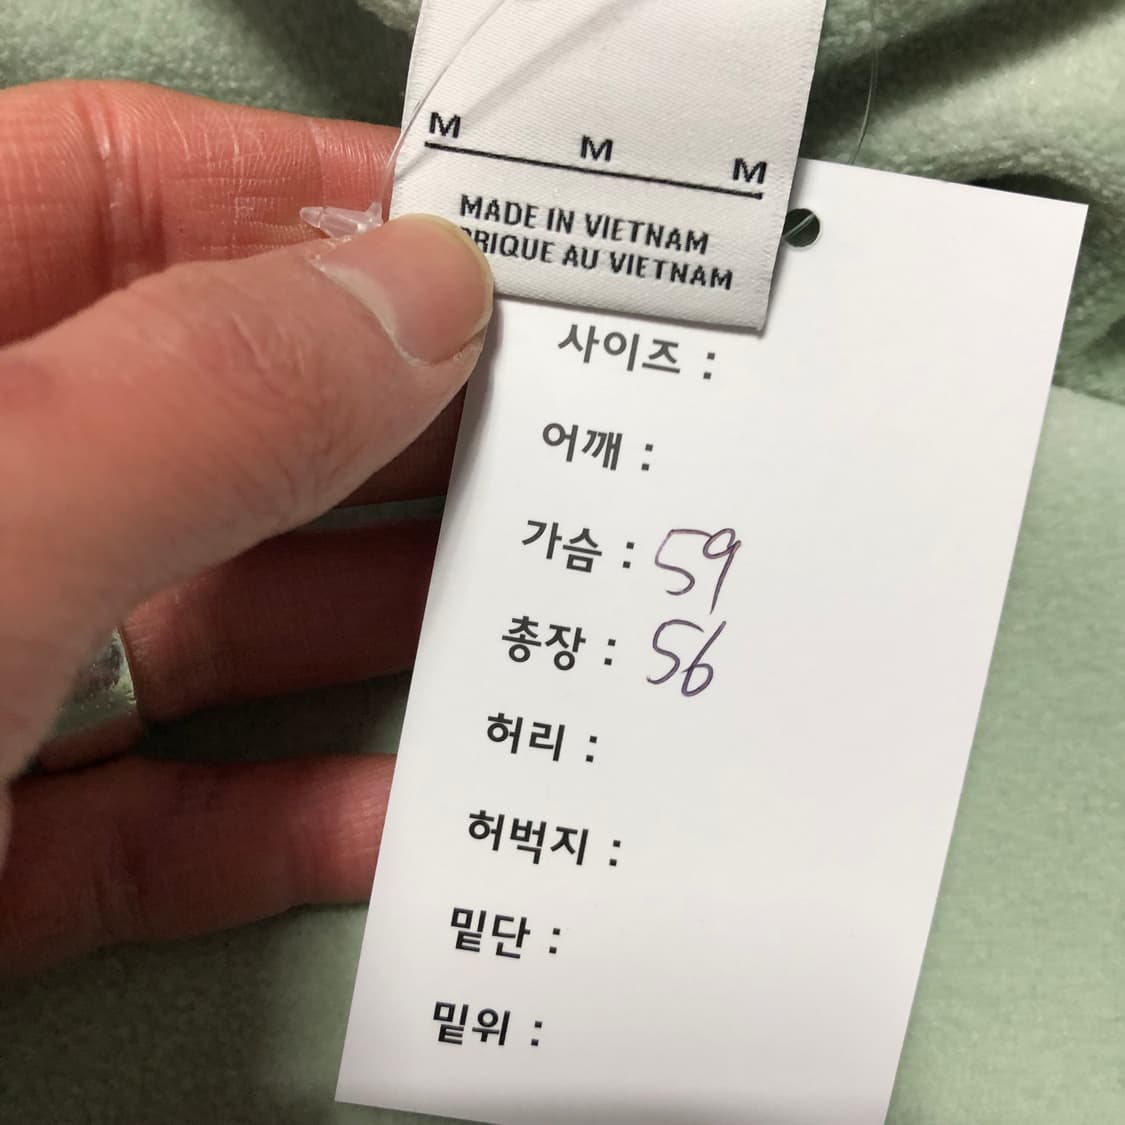 M M M
MADE IN VIETNAM
BRIQUE AU VIETNAM
사이즈 :
어깨 :
가슴 : 59
총장 : 56
허리 :
허벅지 :
밑단 :
밑위 :